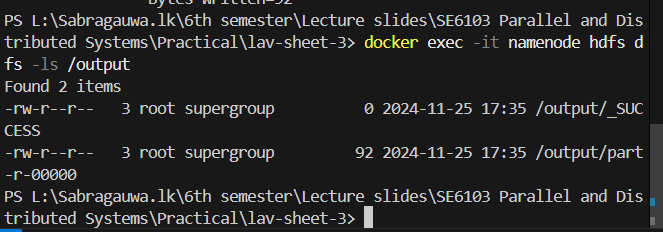 Bytes Written=92
PS L:\Sabragauwa.lk\6th semester\Lecture slides\SE6103 Parallel and Dis
tributed Systems\Practical\lav-sheet-3> docker exec -it namenode hdfs d
fs -ls /output
Found 2 items
-rw-r--r--   3 root supergroup          0 2024-11-25 17:35 /output/_SUC
CESS
-rw-r--r--   3 root supergroup         92 2024-11-25 17:35 /output/part
-r-00000
PS L:\Sabragauwa.lk\6th semester\Lecture slides\SE6103 Parallel and Dis
tributed Systems\Practical\lav-sheet-3>